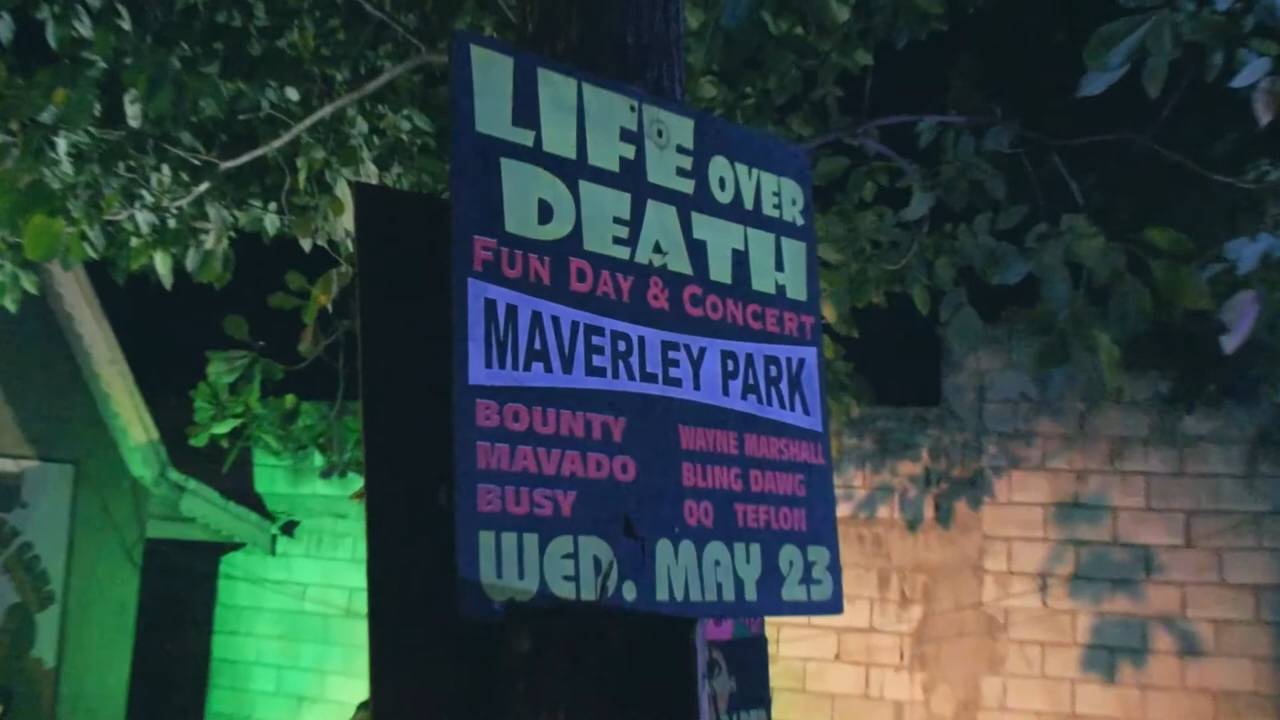 LIFE OVER
DEATH
FUN DAY & CONCERT
MAVERLEY PARK
BOUNTY
MAVADO
BUSY
WAYNE MARSHALL
BLING DAWG
QQ TEFLON
WED. MAY 23